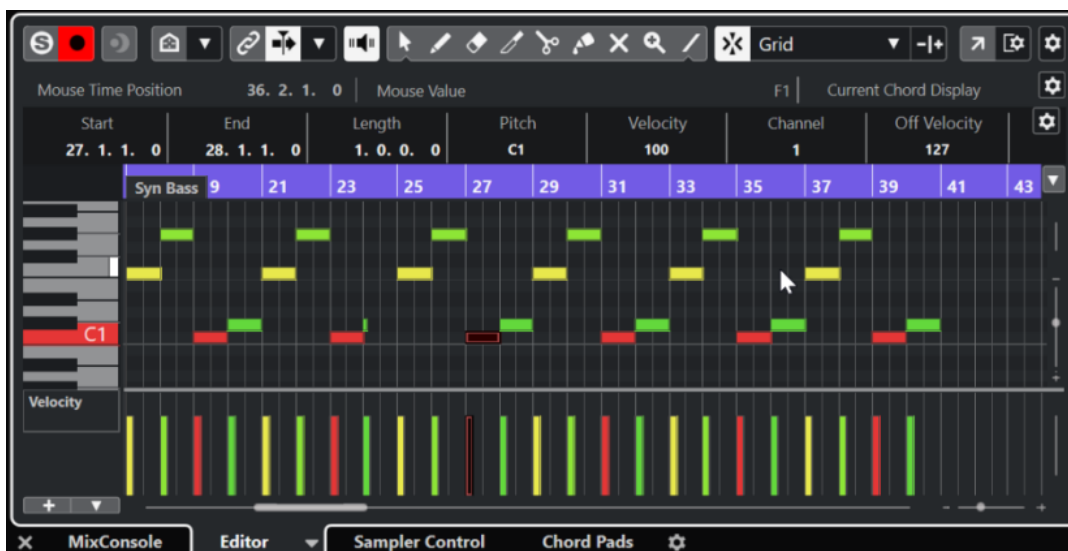 S Grid
Mouse Time Position 36. 2. 1. 0 Mouse Value F1 Current Chord Display
Start End Length Pitch Velocity Channel Off Velocity
27. 1. 1. 0 28. 1. 1. 0 1. 0. 0. 0 C1 100 1 127
Syn Bass 9 21 23 25 27 29 31 33 35 37 39 41 43
C1
Velocity
MixConsole Editor Sampler Control Chord Pads